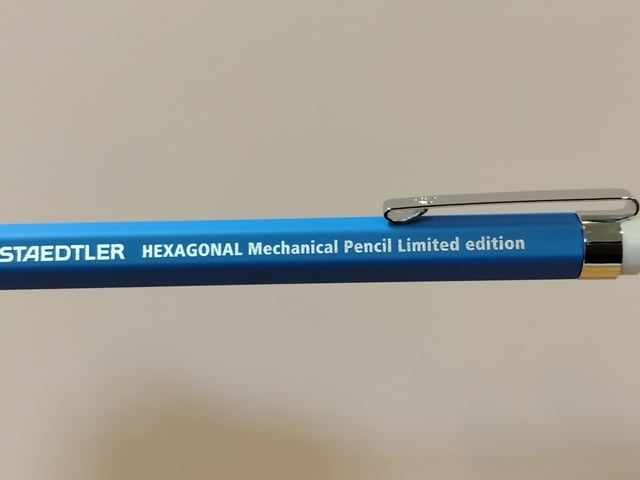 STAEDTLER HEXAGONAL Mechanical Pencil Limited edition